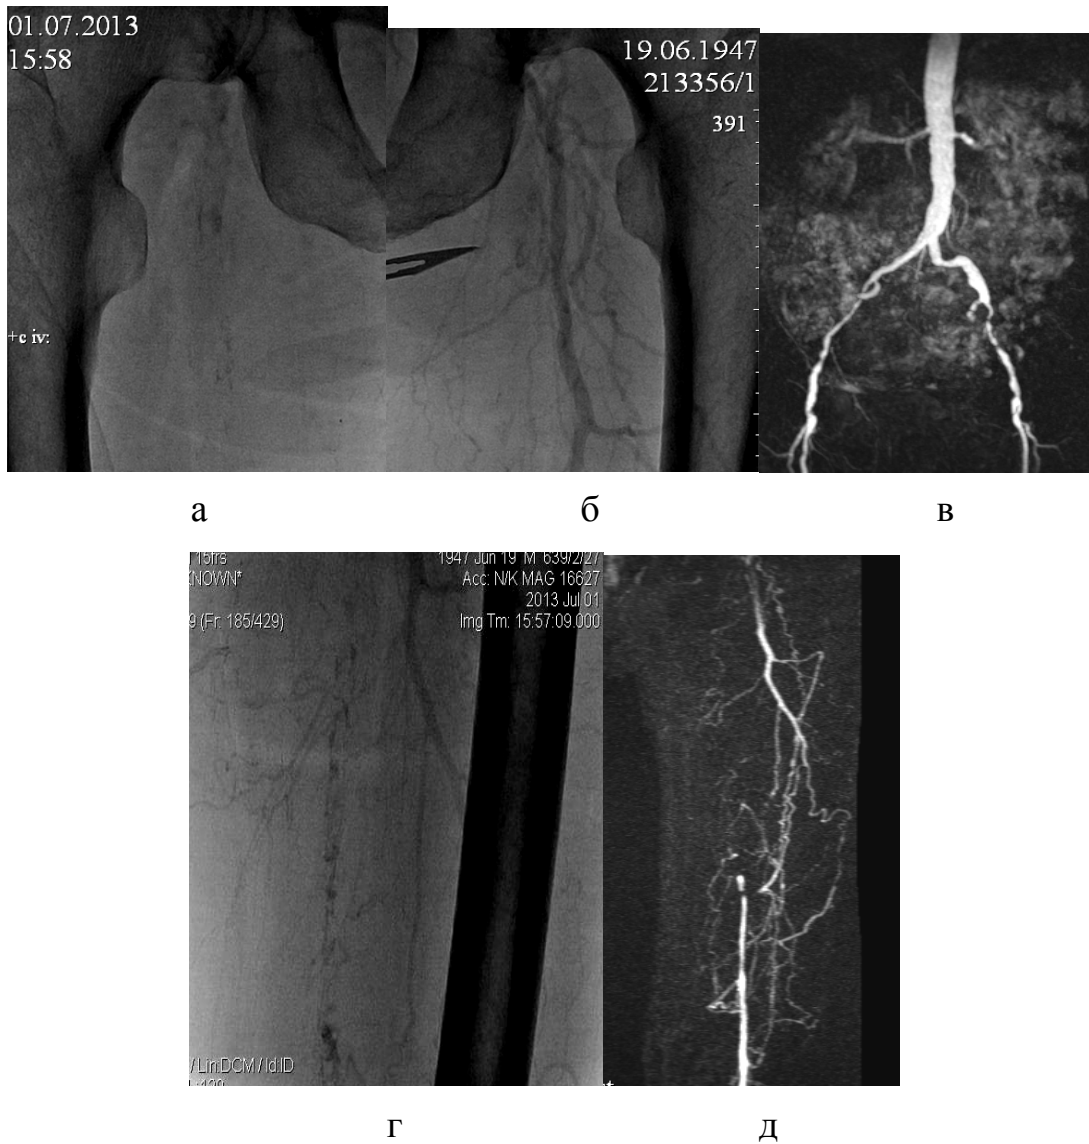 01.07.2013
15:58
19.06.1947
213356/1
391
+c iv:
а
б
в
15frs
1947 Jun 19 M 639/2/27
KNOWN*
Acc: N/K MAG 16627
2013 Jul 01
9 (Fr: 185/429)
Img Tm: 15:57:09.000
/ Lin:DCM / Id:ID
г
д